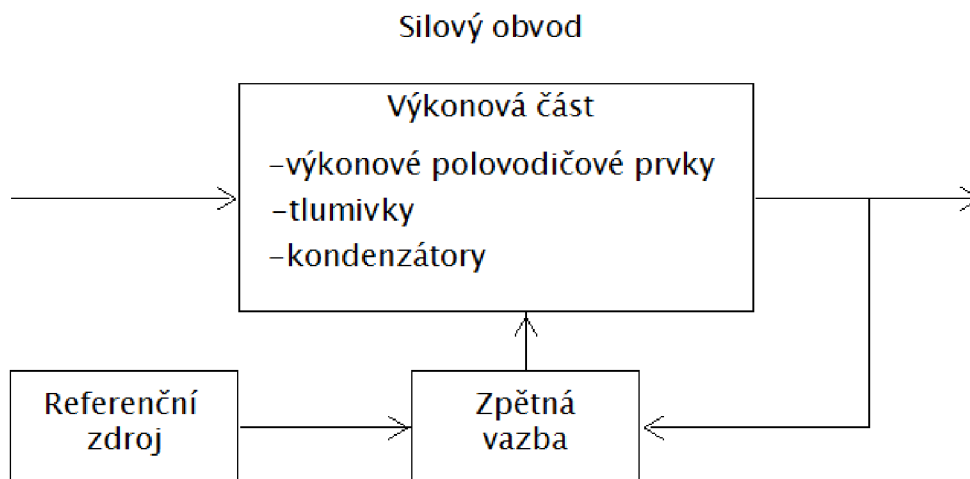 Silový obvod
Výkonová část
-výkonové polovodičové prvky
-tlumivky
-kondenzátory
Referenční
zdroj
Zpětná
vazba